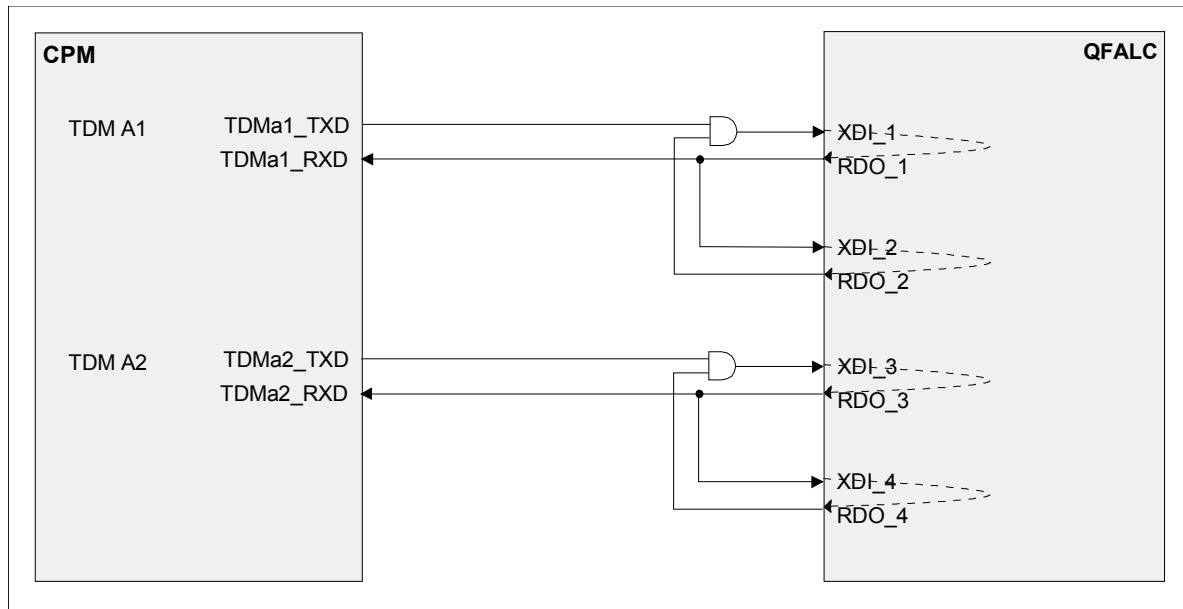 CPM
QFALC
TDM A1
TDMa1_TXD
TDMa1_RXD
XDI_1
RDO_1
XDI_2
RDO_2
TDM A2
TDMa2_TXD
TDMa2_RXD
XDI_3
RDO_3
XDI_4
RDO_4